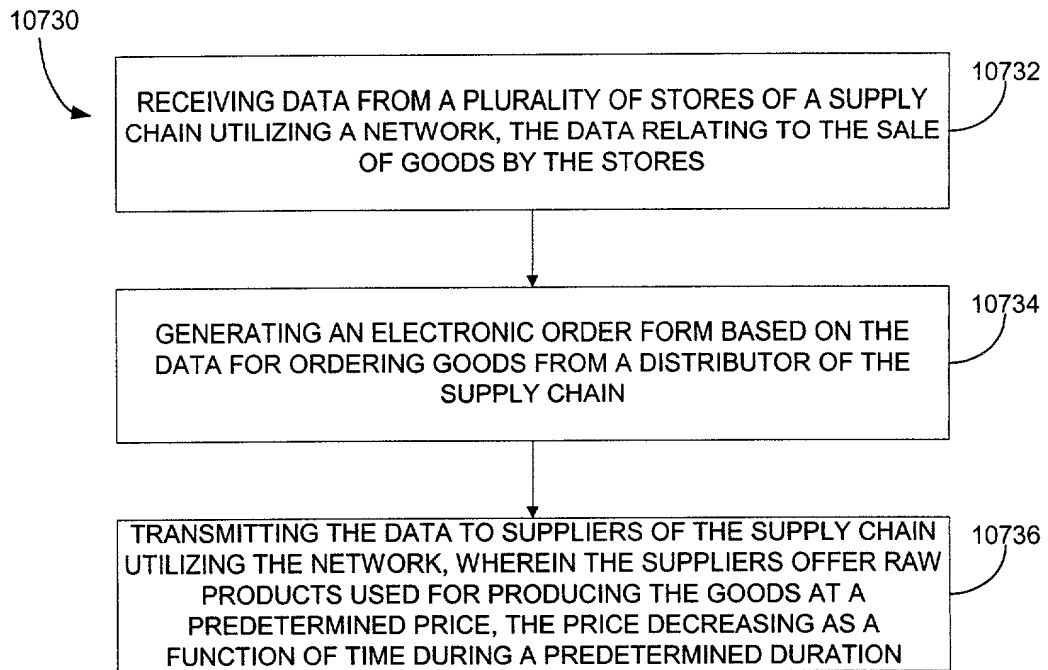 10730
10732
RECEIVING DATA FROM A PLURALITY OF STORES OF A SUPPLY
CHAIN UTILIZING A NETWORK, THE DATA RELATING TO THE SALE
OF GOODS BY THE STORES
10734
GENERATING AN ELECTRONIC ORDER FORM BASED ON THE
DATA FOR ORDERING GOODS FROM A DISTRIBUTOR OF THE
SUPPLY CHAIN
10736
TRANSMITTING THE DATA TO SUPPLIERS OF THE SUPPLY CHAIN
UTILIZING THE NETWORK, WHEREIN THE SUPPLIERS OFFER RAW
PRODUCTS USED FOR PRODUCING THE GOODS AT A
PREDETERMINED PRICE, THE PRICE DECREASING AS A
FUNCTION OF TIME DURING A PREDETERMINED DURATION